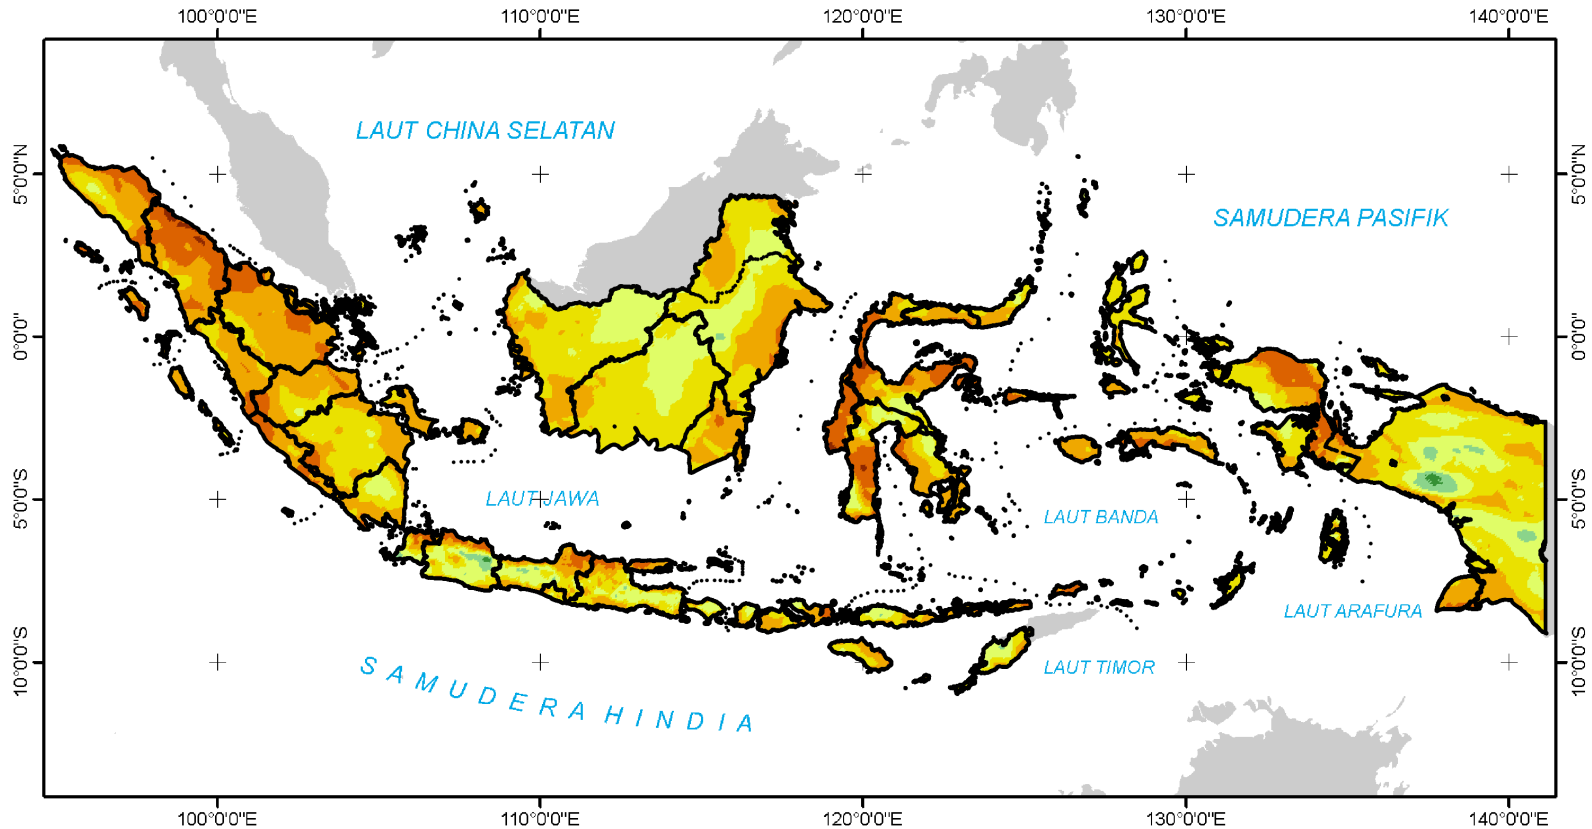 100°0'0"E 110°0'0"E 120°0'0"E 130°0'0"E 140°0'0"E
LAUT CHINA SELATAN
5°0'0"N 5°0'0"N
SAMUDERA PASIFIK
0°0'0" 0°0'0"
LAUT JAWA
5°0'0"S 5°0'0"S
LAUT BANDA
LAUT ARAFURA
10°0'0"S 10°0'0"S
LAUT TIMOR
SAMUDERA HINDIA
100°0'0"E 110°0'0"E 120°0'0"E 130°0'0"E 140°0'0"E